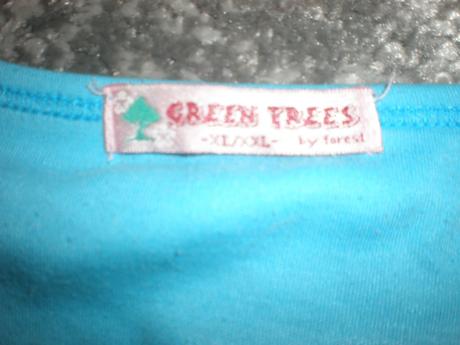 GREEN TREES
-XL/XXL- by forest